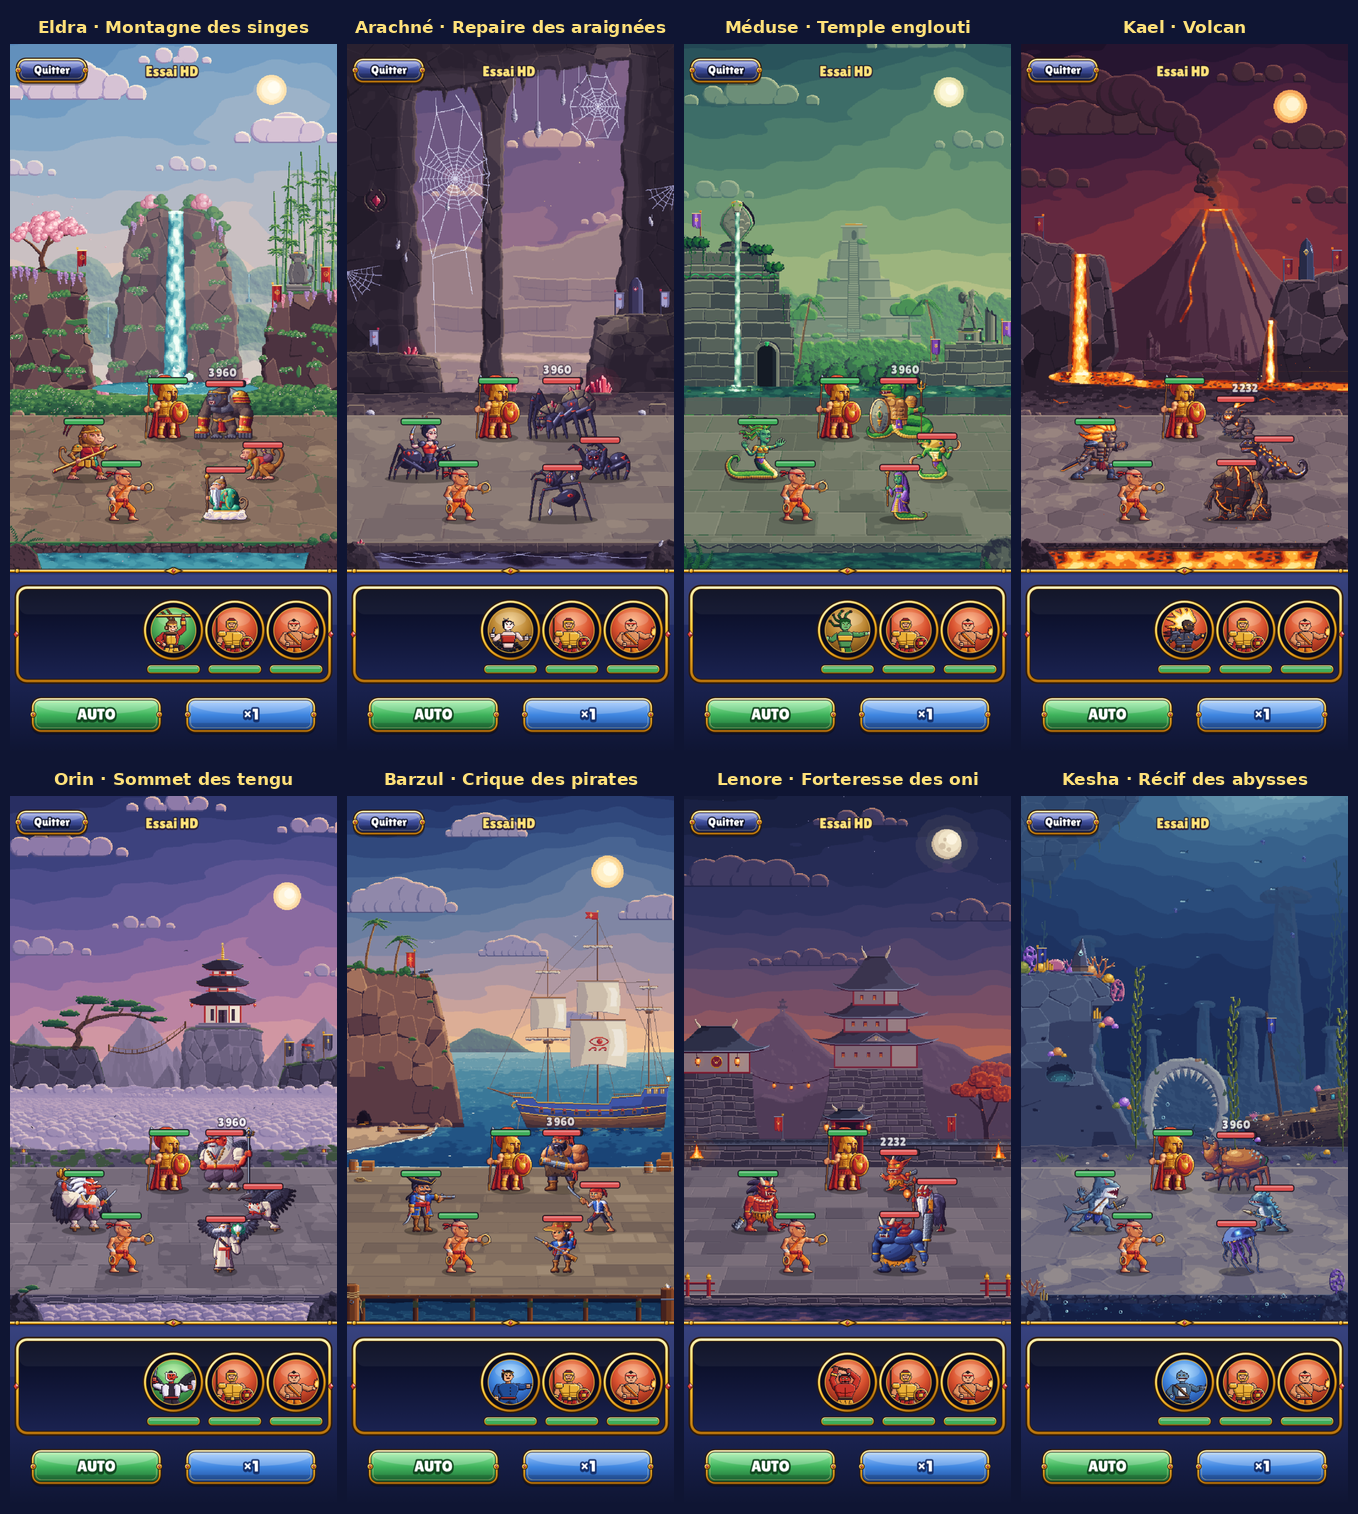 Eldra · Montagne des singes
Quitter
Essai HD
3960
AUTO
×1
Arachné · Repaire des araignées
Quitter
Essai HD
3960
AUTO
×1
Méduse · Temple englouti
Quitter
Essai HD
3960
AUTO
×1
Kael · Volcan
Quitter
Essai HD
2232
AUTO
×1
Orin · Sommet des tengu
Quitter
Essai HD
3960
AUTO
×1
Barzul · Crique des pirates
Quitter
Essai HD
3960
AUTO
×1
Lenore · Forteresse des oni
Quitter
Essai HD
2232
AUTO
×1
Kesha · Récif des abysses
Quitter
Essai HD
3960
AUTO
×1